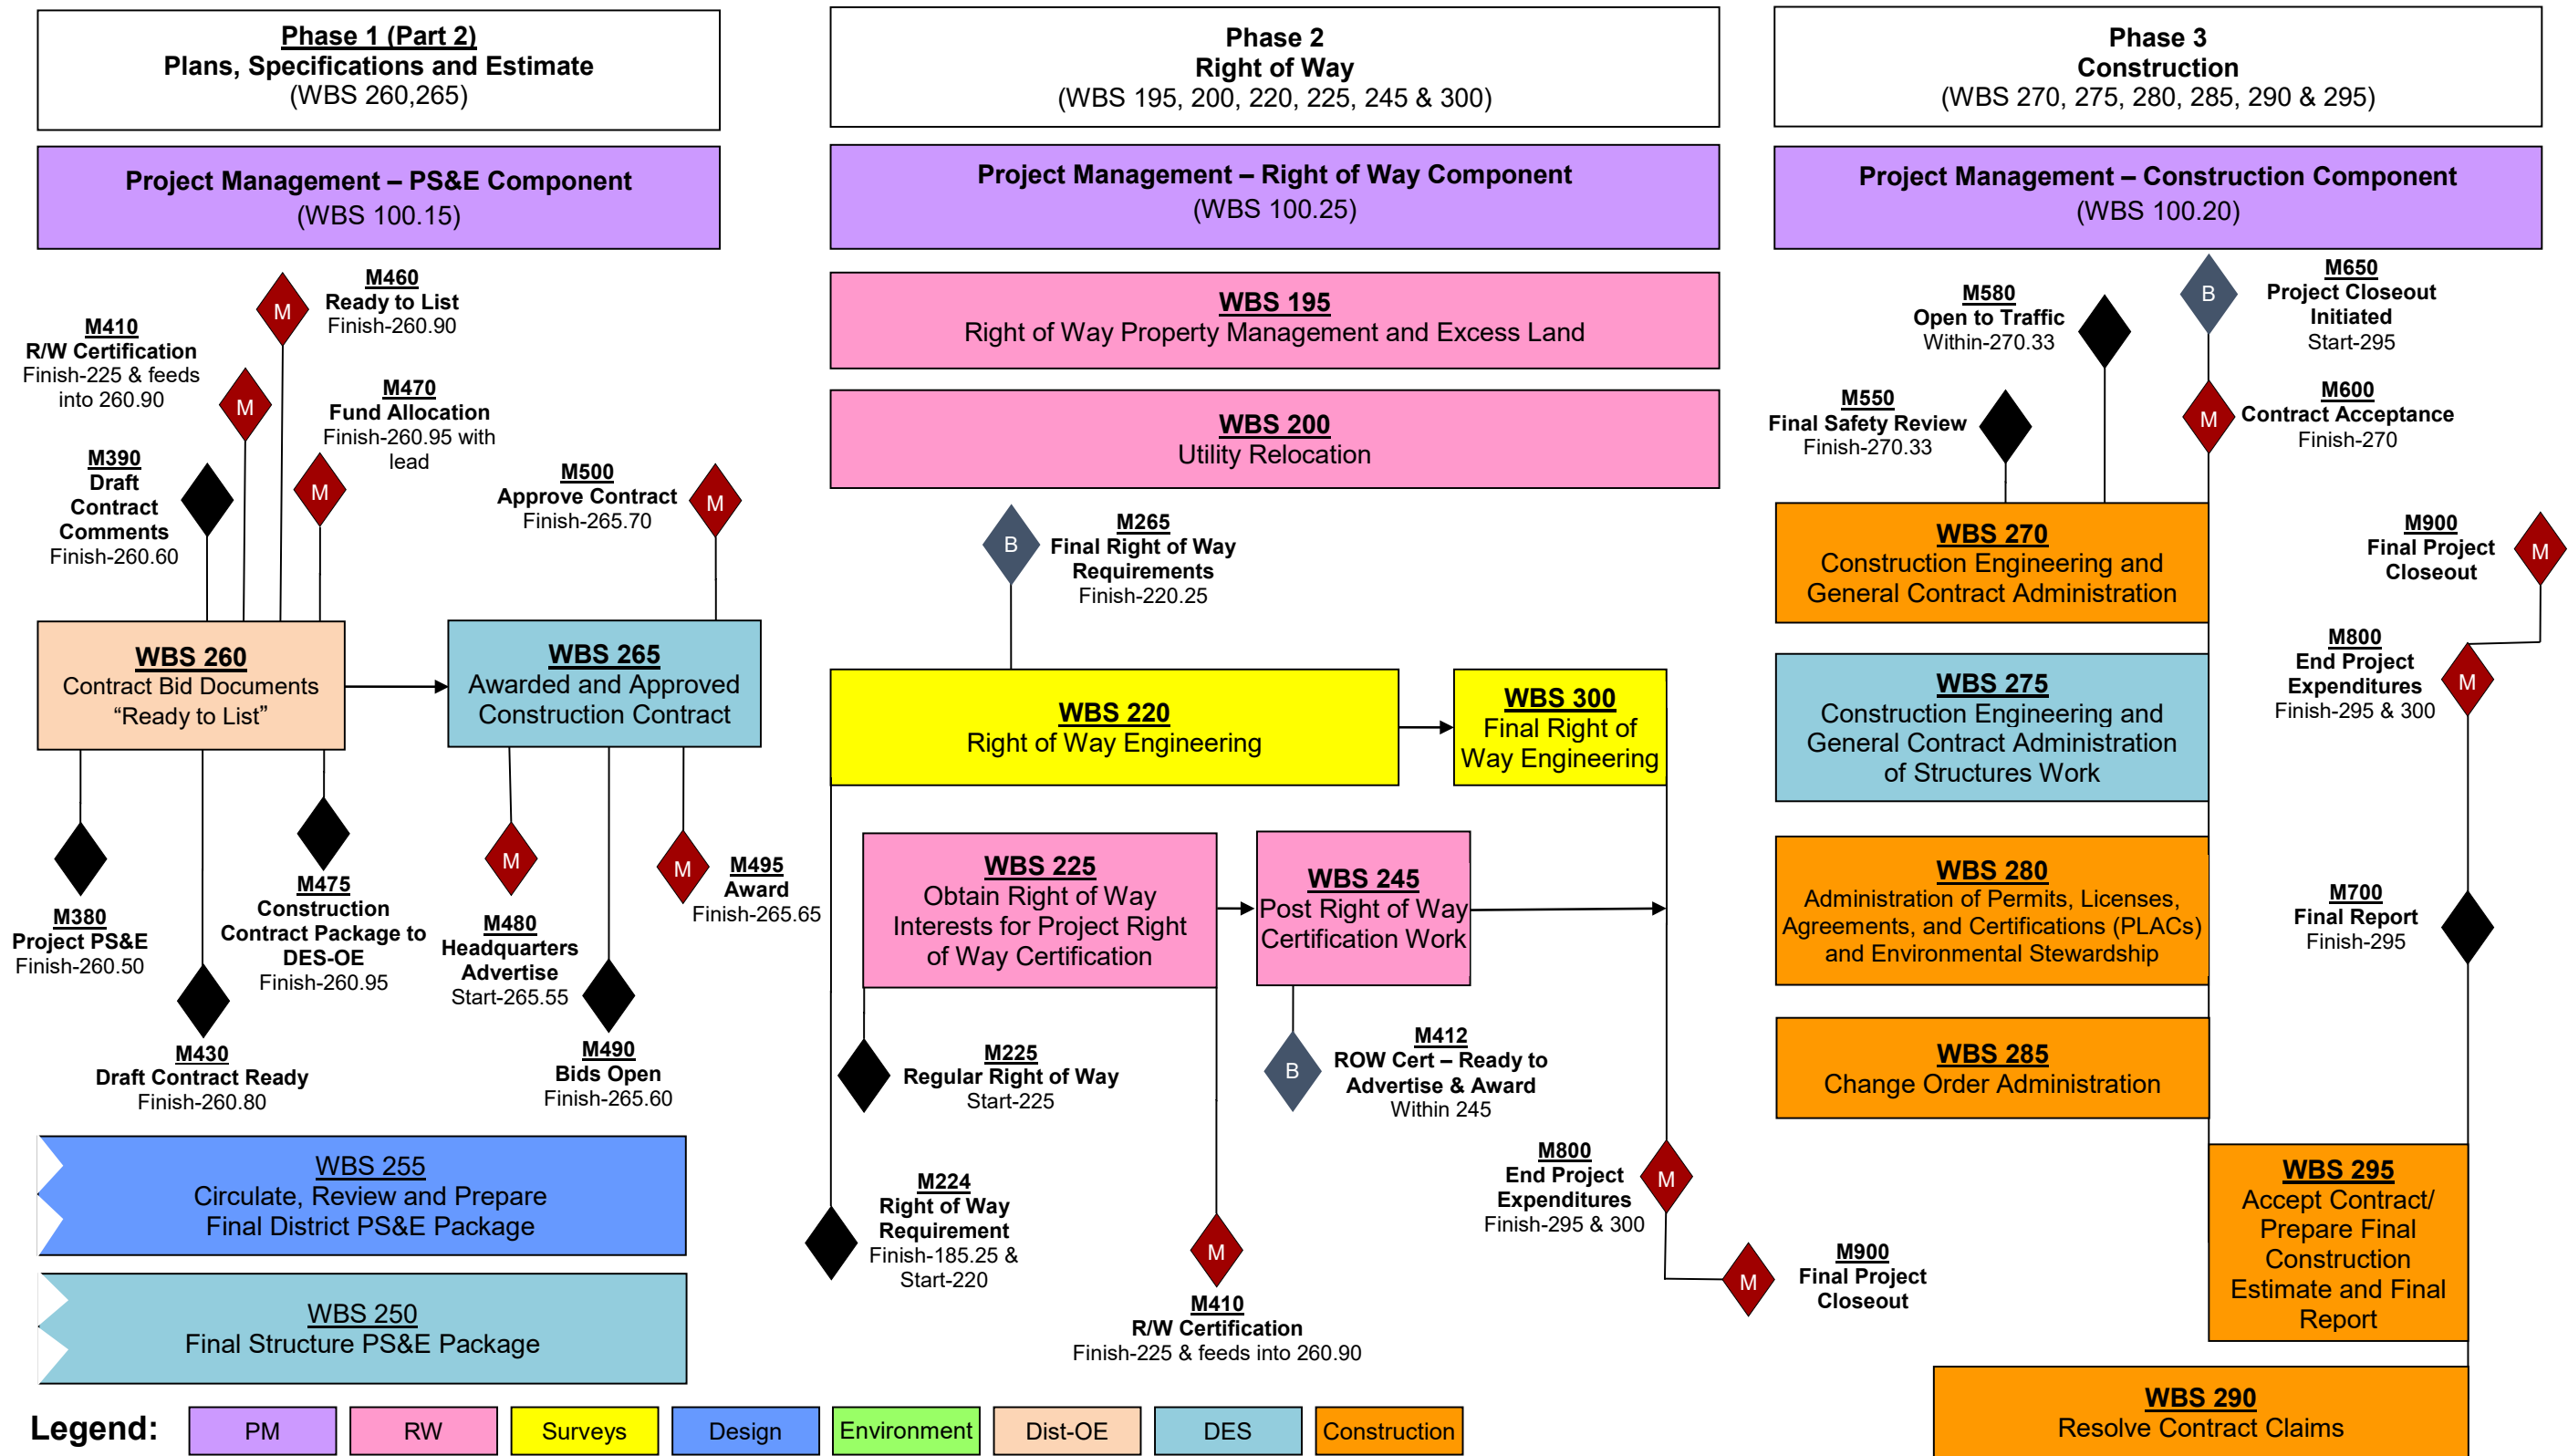 Phase 1 (Part 2)
Plans, Specifications and Estimate
(WBS 260,265)
Project Management – PS&E Component
(WBS 100.15)
M460
Ready to List
Finish-260.90
M410
R/W Certification
Finish-225 & feeds
into 260.90
M470
Fund Allocation
Finish-260.95 with
lead
M390
Draft
Contract
Comments
Finish-260.60
M500
Approve Contract
Finish-265.70
M
M
M
M
WBS 260
Contract Bid Documents
“Ready to List”
WBS 265
Awarded and Approved
Construction Contract
M380
Project PS&E
Finish-260.50
M475
Construction
Contract Package to
DES-OE
Finish-260.95
M430
Draft Contract Ready
Finish-260.80
M
M480
Headquarters
Advertise
Start-265.55
M
M495
Award
Finish-265.65
M490
Bids Open
Finish-265.60
WBS 255
Circulate, Review and Prepare
Final District PS&E Package
WBS 250
Final Structure PS&E Package
Phase 2
Right of Way
(WBS 195, 200, 220, 225, 245 & 300)
Project Management – Right of Way Component
(WBS 100.25)
WBS 195
Right of Way Property Management and Excess Land
WBS 200
Utility Relocation
B
M265
Final Right of Way
Requirements
Finish-220.25
WBS 220
Right of Way Engineering
WBS 300
Final Right of
Way Engineering
WBS 225
Obtain Right of Way
Interests for Project Right
of Way Certification
WBS 245
Post Right of Way
Certification Work
M225
Regular Right of Way
Start-225
B
M412
ROW Cert – Ready to
Advertise & Award
Within 245
M224
Right of Way
Requirement
Finish-185.25 &
Start-220
M
M410
R/W Certification
Finish-225 & feeds into 260.90
M800
End Project
Expenditures
Finish-295 & 300
M
M
M900
Final Project
Closeout
Phase 3
Construction
(WBS 270, 275, 280, 285, 290 & 295)
Project Management – Construction Component
(WBS 100.20)
M580
Open to Traffic
Within-270.33
B
M650
Project Closeout
Initiated
Start-295
M550
Final Safety Review
Finish-270.33
M
M600
Contract Acceptance
Finish-270
WBS 270
Construction Engineering and
General Contract Administration
M900
Final Project
Closeout
M
WBS 275
Construction Engineering and
General Contract Administration
of Structures Work
M800
End Project
Expenditures
Finish-295 & 300
M
WBS 280
Administration of Permits, Licenses,
Agreements, and Certifications (PLACs)
and Environmental Stewardship
M700
Final Report
Finish-295
WBS 285
Change Order Administration
WBS 295
Accept Contract/
Prepare Final
Construction
Estimate and Final
Report
WBS 290
Resolve Contract Claims
Legend:
PM
RW
Surveys
Design
Environment
Dist-OE
DES
Construction